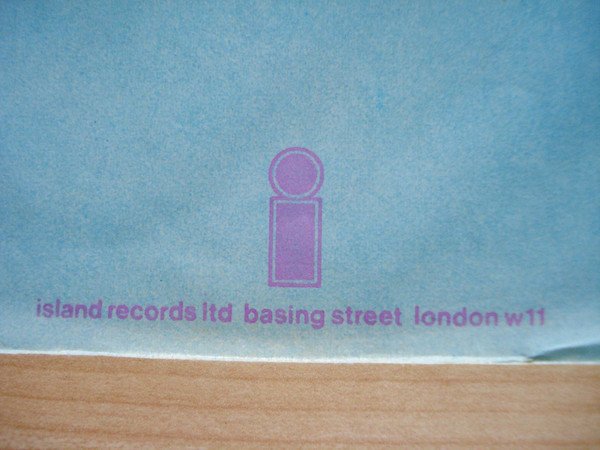 i
island records ltd basing street london w11